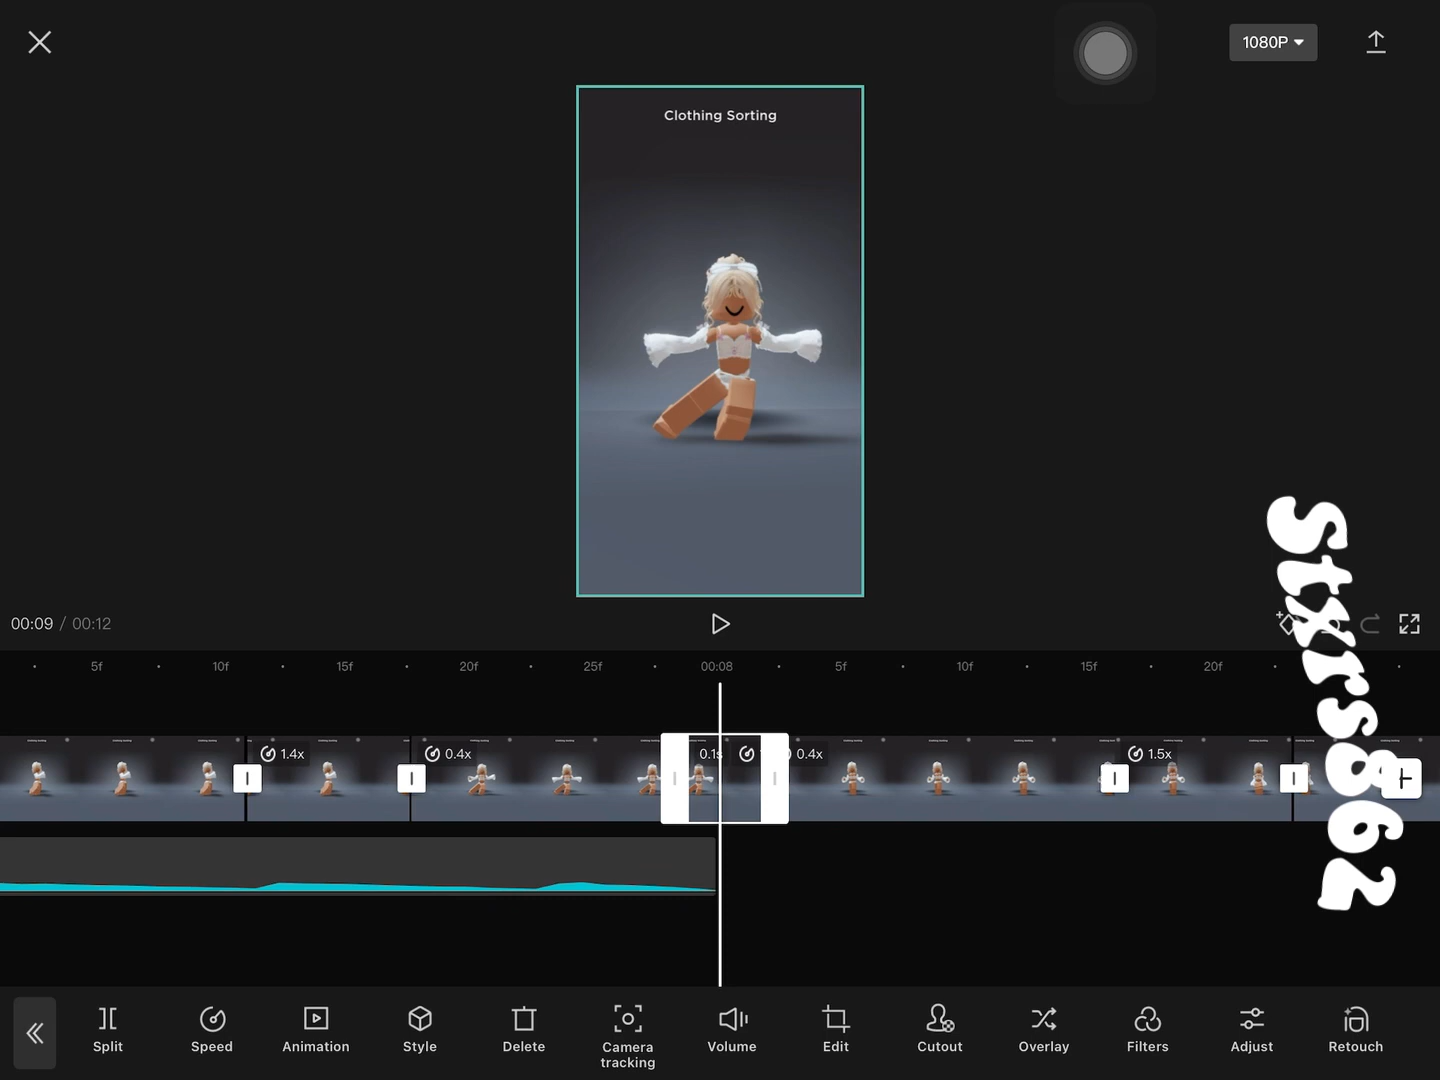 1080P
Clothing Sorting
00:09 / 00:12
5f 10f 15f 20f 25f 00:08 5f 10f 15f 20f
1.4x 0.4x 0.1s 0.4x 1.5x
Stxrs862
Split Speed Animation Style Delete Camera tracking Volume Edit Cutout Overlay Filters Adjust Retouch